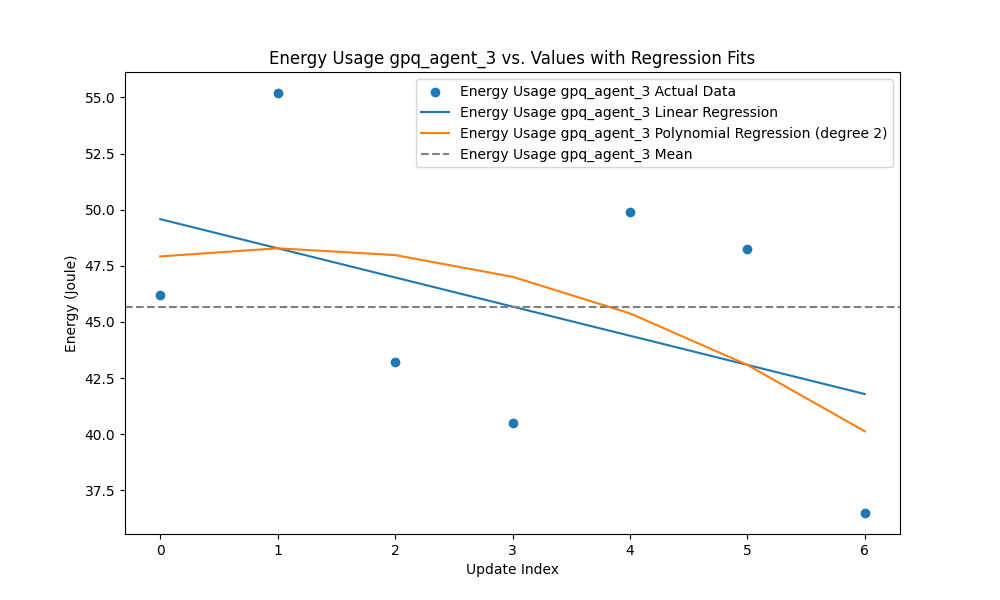 Energy Usage gpq_agent_3 vs. Values with Regression Fits
Energy Usage gpq_agent_3 Actual Data
Energy Usage gpq_agent_3 Linear Regression
Energy Usage gpq_agent_3 Polynomial Regression (degree 2)
Energy Usage gpq_agent_3 Mean
Energy (Joule)
55.0
52.5
50.0
47.5
45.0
42.5
40.0
37.5
0 1 2 3 4 5 6
Update Index